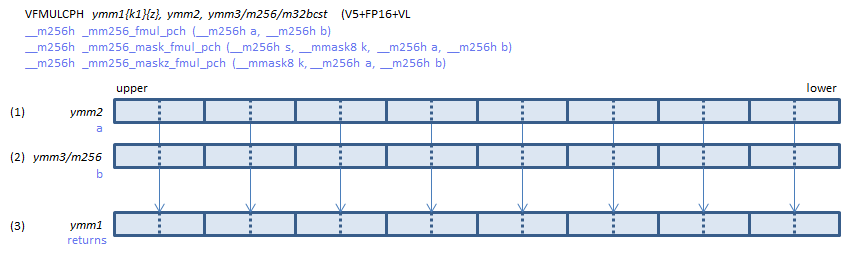 VFMULCPH ymm1{k1}{z}, ymm2, ymm3/m256/m32bcst (V5+FP16+VL
__m256h _mm256_fmul_pch (__m256h a, __m256h b)
__m256h _mm256_mask_fmul_pch (__m256h s, __mmask8 k, __m256h a, __m256h b)
__m256h _mm256_maskz_fmul_pch (__mmask8 k, __m256h a, __m256h b)
upper lower
(1) ymm2
a
(2) ymm3/m256
b
(3) ymm1
returns